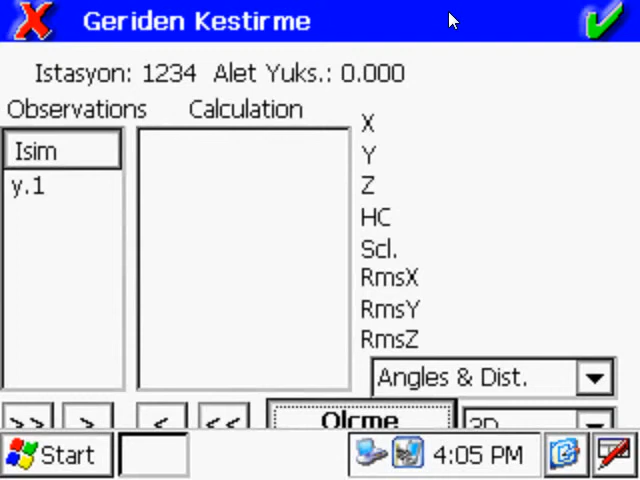 Geriden Kestirme
Istasyon: 1234 Alet Yuks.: 0.000
Observations Calculation
Isim
y.1
X
Y
Z
HC
Scl.
RmsX
RmsY
RmsZ
Angles & Dist.
>> > < << Olcme 3D
Start 4:05 PM